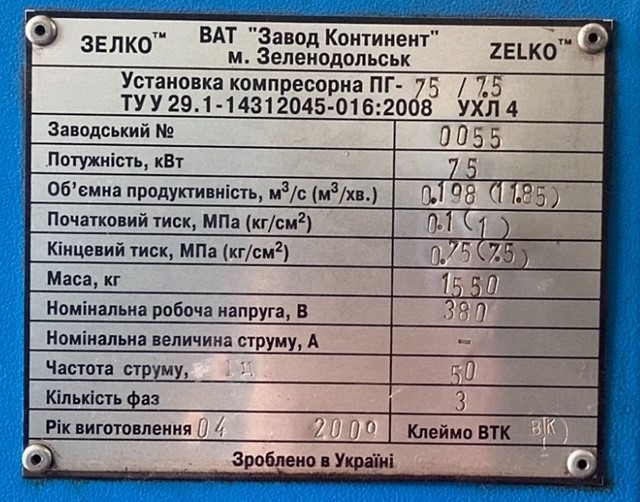 ЗЕЛКО™ ВАТ "Завод Континент" ZELKO™
м. Зеленодольськ
Установка компресорна ПГ- 75 / 7.5
ТУ У 29.1-14312045-016:2008 УХЛ 4
Заводський № 0055
Потужність, кВт 75
Об'ємна продуктивність, м³/с (м³/хв.) 0.198 (11.85)
Початковий тиск, МПа (кг/см²) 0.1 (1)
Кінцевий тиск, МПа (кг/см²) 0.75 (7.5)
Маса, кг 1550
Номінальна робоча напруга, В 380
Номінальна величина струму, А -
Частота струму, Гц 50
Кількість фаз 3
Рік виготовлення 04 2009 Клеймо ВТК
Зроблено в Україні